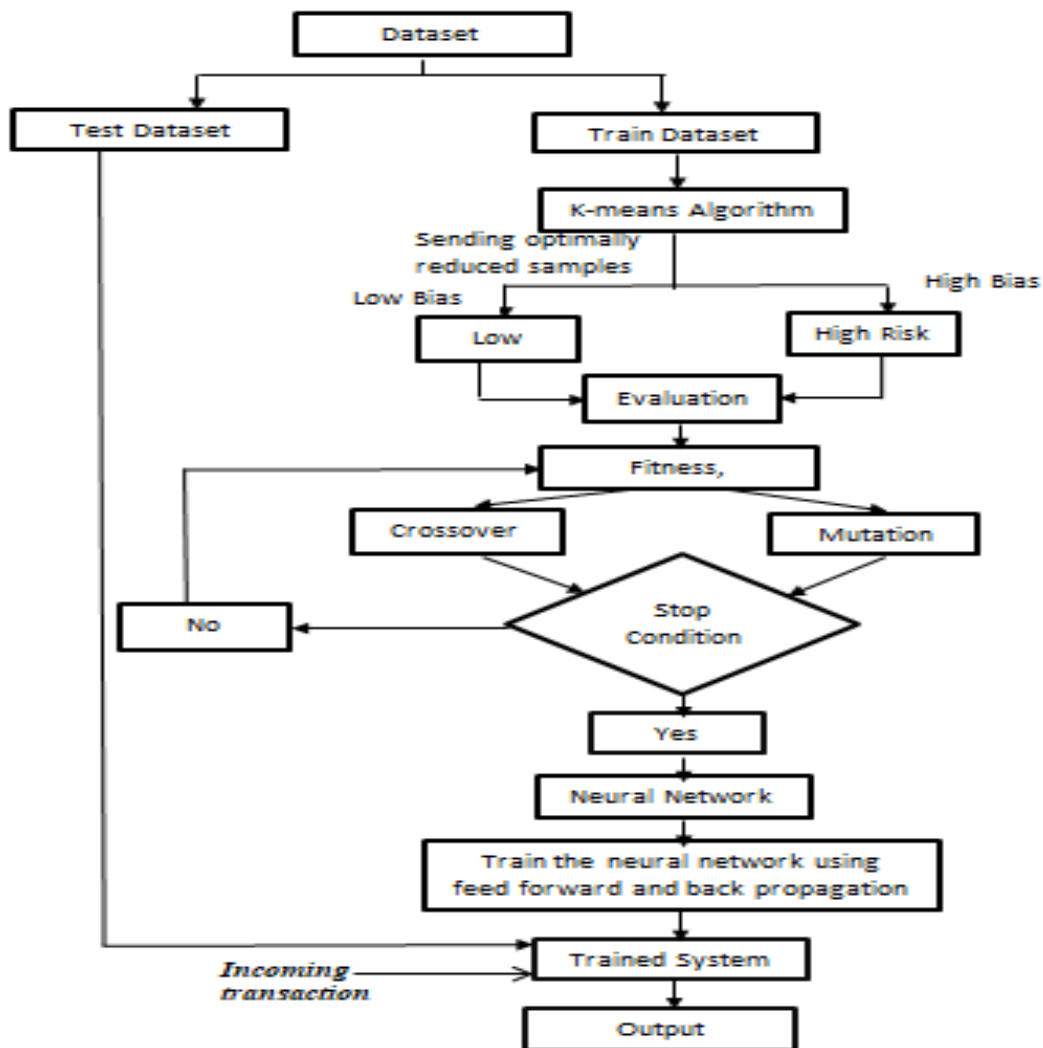 Dataset
Test Dataset
Train Dataset
K-means Algorithm
Sending optimally
reduced samples
Low Bias
High Bias
Low
High Risk
Evaluation
Fitness,
Crossover
Mutation
Stop
Condition
No
Yes
Neural Network
Train the neural network using
feed forward and back propagation
Trained System
Incoming
transaction
Output